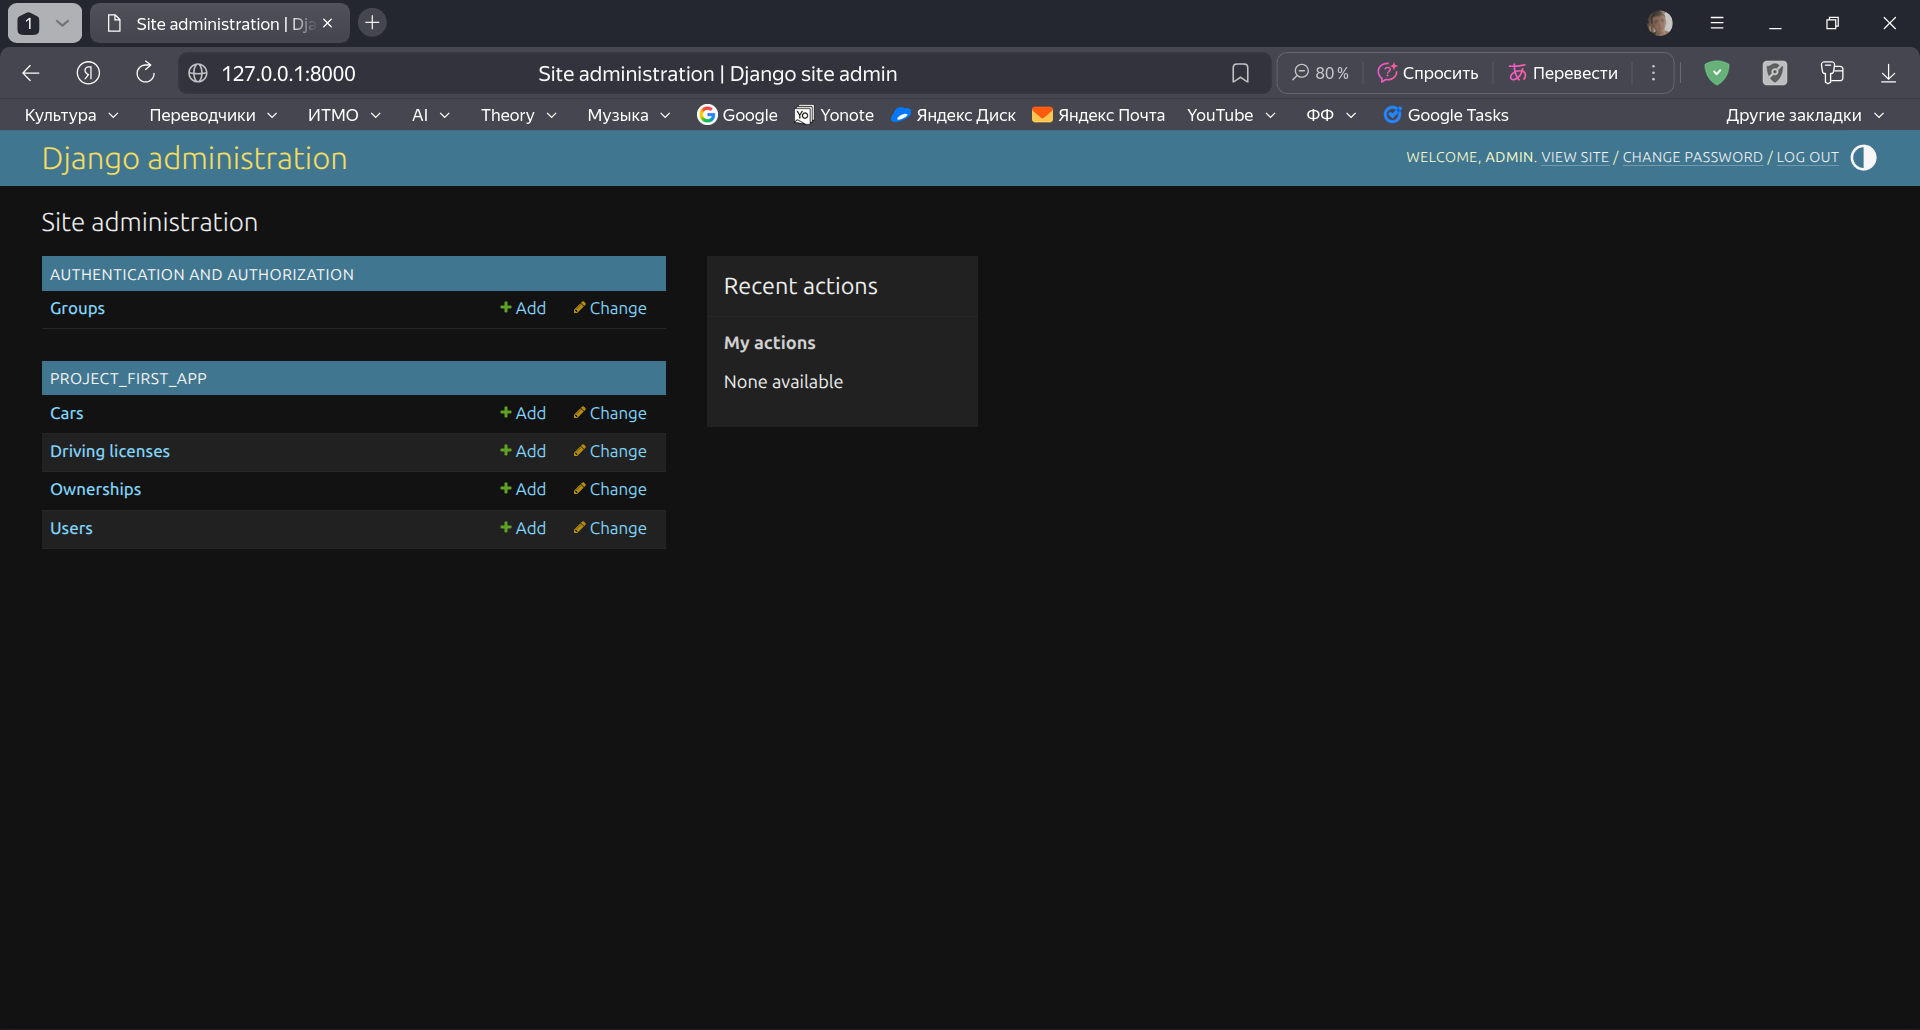 1
Site administration | Dja
127.0.0.1:8000
Site administration | Django site admin
80 %
Спросить
Перевести
Культура
Переводчики
ИТМО
AI
Theory
Музыка
Google
Yonote
Яндекс Диск
Яндекс Почта
YouTube
ФФ
Google Tasks
Другие закладки
Django administration
WELCOME, ADMIN. VIEW SITE / CHANGE PASSWORD / LOG OUT
Site administration
AUTHENTICATION AND AUTHORIZATION
Groups Add Change
PROJECT_FIRST_APP
Cars Add Change
Driving licenses Add Change
Ownerships Add Change
Users Add Change
Recent actions
My actions
None available